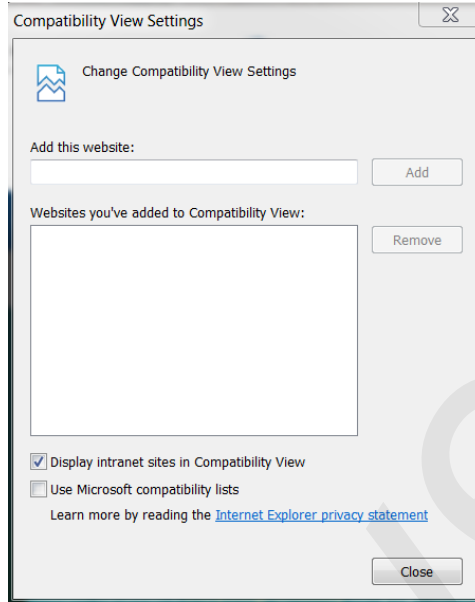 Compatibility View Settings
Change Compatibility View Settings
Add this website:
Add
Websites you've added to Compatibility View:
Remove
Display intranet sites in Compatibility View
Use Microsoft compatibility lists
Learn more by reading the Internet Explorer privacy statement
Close